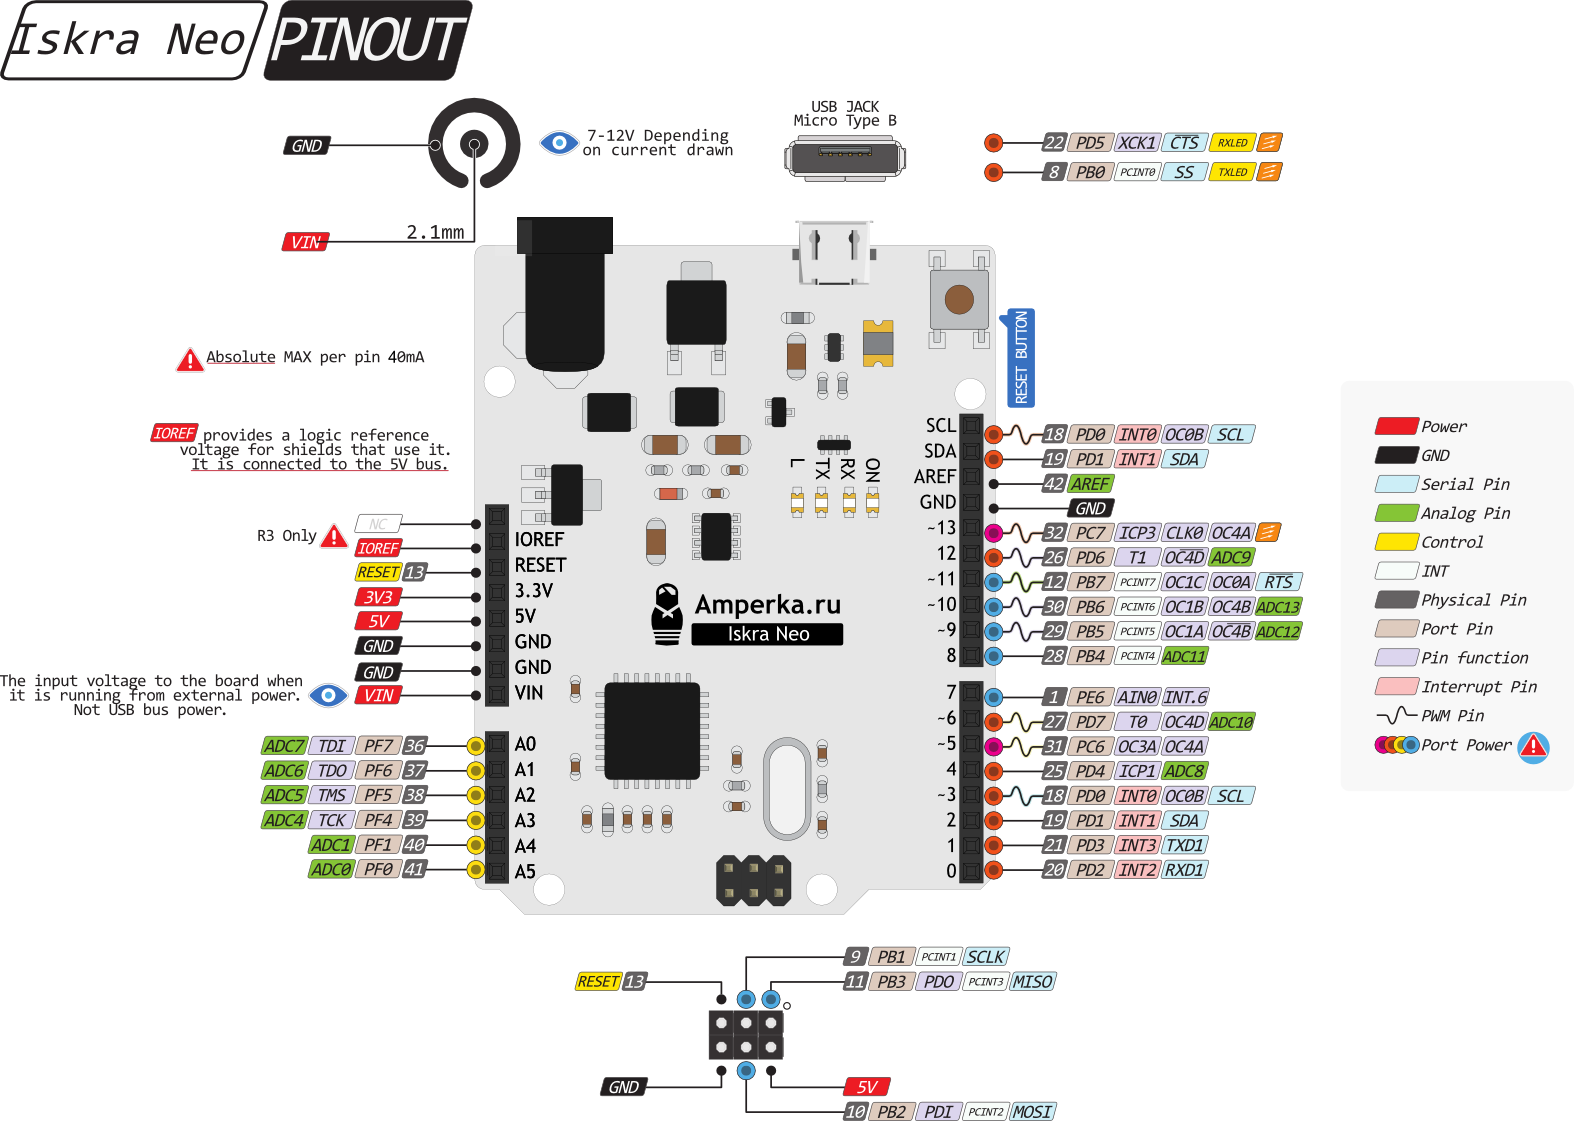 Iskra Neo PINOUT
USB JACK
Micro Type B
GND
7-12V Depending
on current drawn
VIN
2.1mm
22 PD5 XCK1 CTS RXLED
8 PB0 PCINT0 SS TXLED
RESET BUTTON
Absolute MAX per pin 40mA
IOREF provides a logic reference
voltage for shields that use it.
It is connected to the 5V bus.
R3 Only
NC
IOREF
RESET 13
3V3
5V
GND
GND
VIN
The input voltage to the board when
it is running from external power.
Not USB bus power.
ADC7 TDI PF7 36
ADC6 TDO PF6 37
ADC5 TMS PF5 38
ADC4 TCK PF4 39
ADC1 PF1 40
ADC0 PF0 41
IOREF
RESET
3.3V
5V
GND
GND
VIN
A0
A1
A2
A3
A4
A5
L
TX
RX
ON
Amperka.ru
Iskra Neo
SCL
SDA
AREF
GND
~13
12
~11
~10
~9
8
7
~6
~5
4
~3
2
1
0
18 PD0 INT0 OC0B SCL
19 PD1 INT1 SDA
42 AREF
GND
32 PC7 ICP3 CLK0 OC4A
26 PD6 T1 OC4D ADC9
12 PB7 PCINT7 OC1C OC0A RTS
30 PB6 PCINT6 OC1B OC4B ADC13
29 PB5 PCINT5 OC1A OC4B ADC12
28 PB4 PCINT4 ADC11
1 PE6 AIN0 INT.6
27 PD7 T0 OC4D ADC10
31 PC6 OC3A OC4A
25 PD4 ICP1 ADC8
18 PD0 INT0 OC0B SCL
19 PD1 INT1 SDA
21 PD3 INT3 TXD1
20 PD2 INT2 RXD1
Power
GND
Serial Pin
Analog Pin
Control
INT
Physical Pin
Port Pin
Pin function
Interrupt Pin
PWM Pin
Port Power
9 PB1 PCINT1 SCLK
RESET 13
11 PB3 PDO PCINT3 MISO
GND
5V
10 PB2 PDI PCINT2 MOSI